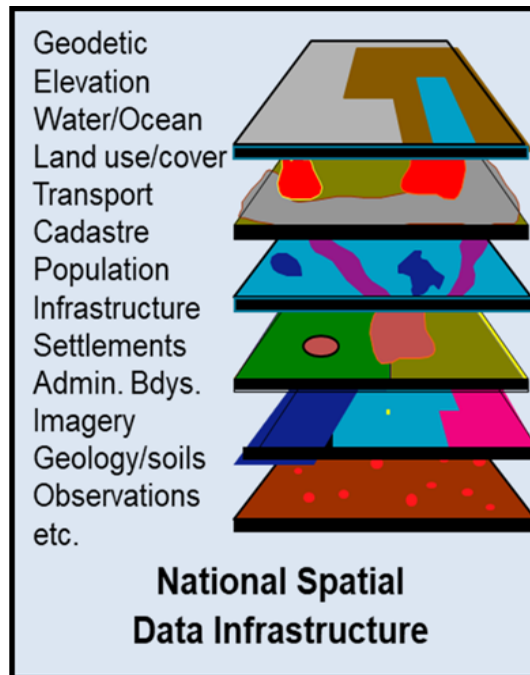 Geodetic
Elevation
Water/Ocean
Land use/cover
Transport
Cadastre
Population
Infrastructure
Settlements
Admin. Bdys.
Imagery
Geology/soils
Observations
etc.
National Spatial
Data Infrastructure